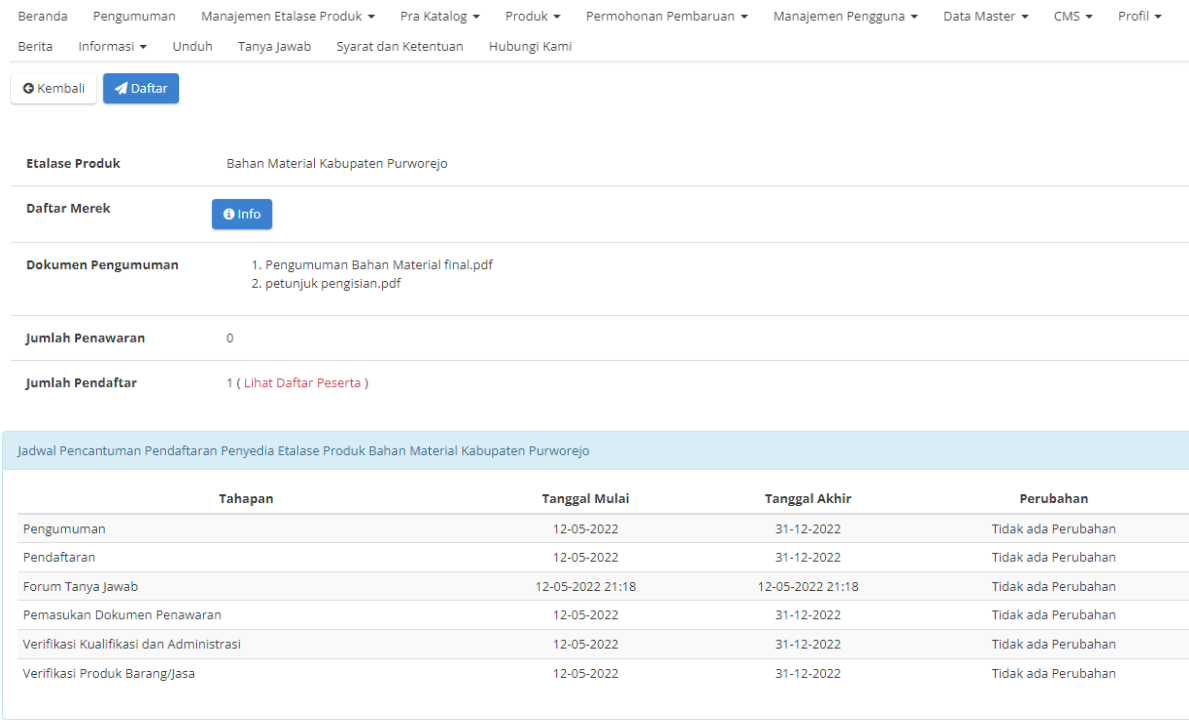 Beranda Pengumuman Manajemen Etalase Produk Pra Katalog Produk Permohonan Pembaruan Manajemen Pengguna Data Master CMS Profil
Berita Informasi Unduh Tanya Jawab Syarat dan Ketentuan Hubungi Kami
Kembali Daftar
Etalase Produk Bahan Material Kabupaten Purworejo
Daftar Merek Info
Dokumen Pengumuman 1. Pengumuman Bahan Material final.pdf
2. petunjuk pengisian.pdf
Jumlah Penawaran 0
Jumlah Pendaftar 1 ( Lihat Daftar Peserta )
Jadwal Pencantuman Pendaftaran Penyedia Etalase Produk Bahan Material Kabupaten Purworejo
Tahapan Tanggal Mulai Tanggal Akhir Perubahan
Pengumuman 12-05-2022 31-12-2022 Tidak ada Perubahan
Pendaftaran 12-05-2022 31-12-2022 Tidak ada Perubahan
Forum Tanya Jawab 12-05-2022 21:18 12-05-2022 21:18 Tidak ada Perubahan
Pemasukan Dokumen Penawaran 12-05-2022 31-12-2022 Tidak ada Perubahan
Verifikasi Kualifikasi dan Administrasi 12-05-2022 31-12-2022 Tidak ada Perubahan
Verifikasi Produk Barang/Jasa 12-05-2022 31-12-2022 Tidak ada Perubahan